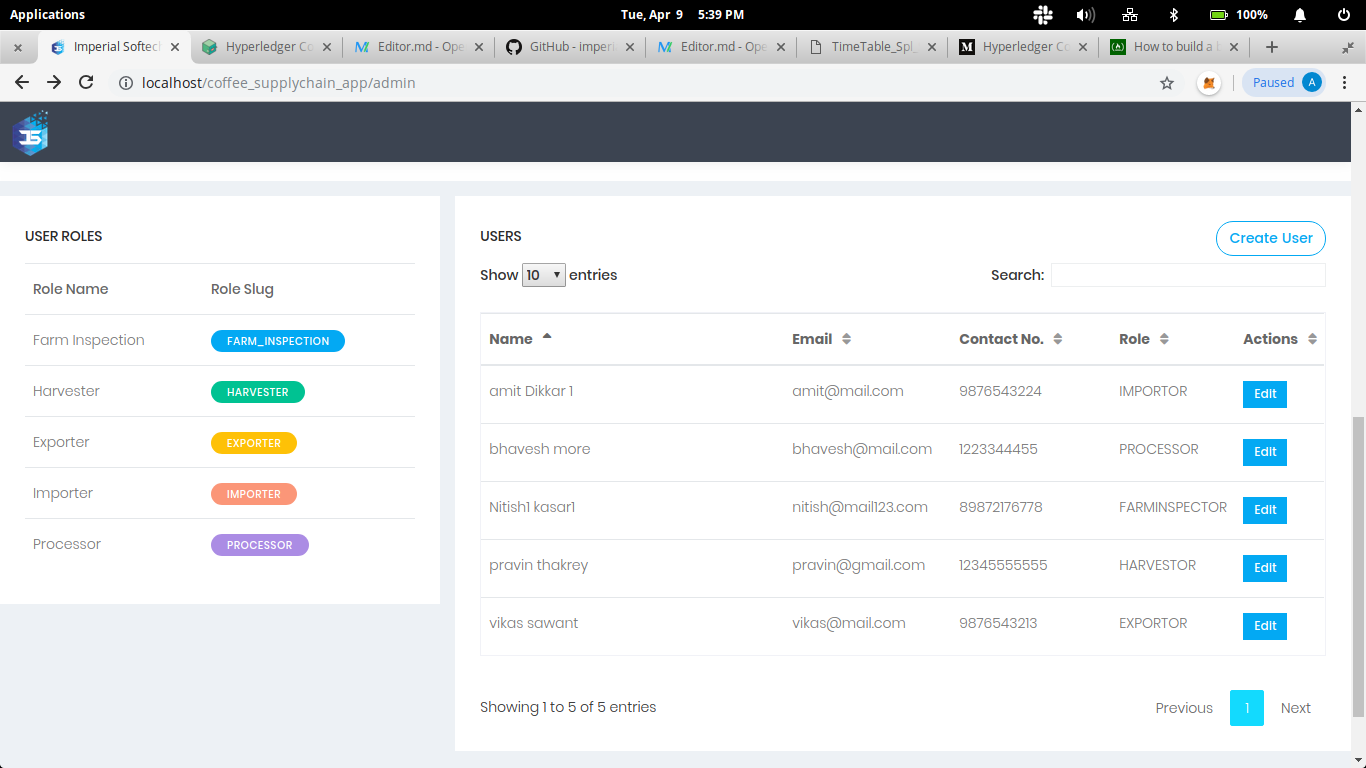 Applications Tue, Apr 9 5:39 PM 100%
Imperial Softec Hyperledger Co Editor.md - Ope GitHub - imperi Editor.md - Ope TimeTable_Spl_ Hyperledger Co How to build a b
localhost/coffee_supplychain_app/admin Paused A
JS
USER ROLES
Role Name Role Slug
Farm Inspection FARM_INSPECTION
Harvester HARVESTER
Exporter EXPORTER
Importer IMPORTER
Processor PROCESSOR
USERS Create User
Show 10 entries Search:
Name Email Contact No. Role Actions
amit Dikkar 1 amit@mail.com 9876543224 IMPORTOR Edit
bhavesh more bhavesh@mail.com 1223344455 PROCESSOR Edit
Nitish1 kasar1 nitish@mail123.com 89872176778 FARMINSPECTOR Edit
pravin thakrey pravin@gmail.com 12345555555 HARVESTOR Edit
vikas sawant vikas@mail.com 9876543213 EXPORTOR Edit
Showing 1 to 5 of 5 entries Previous 1 Next